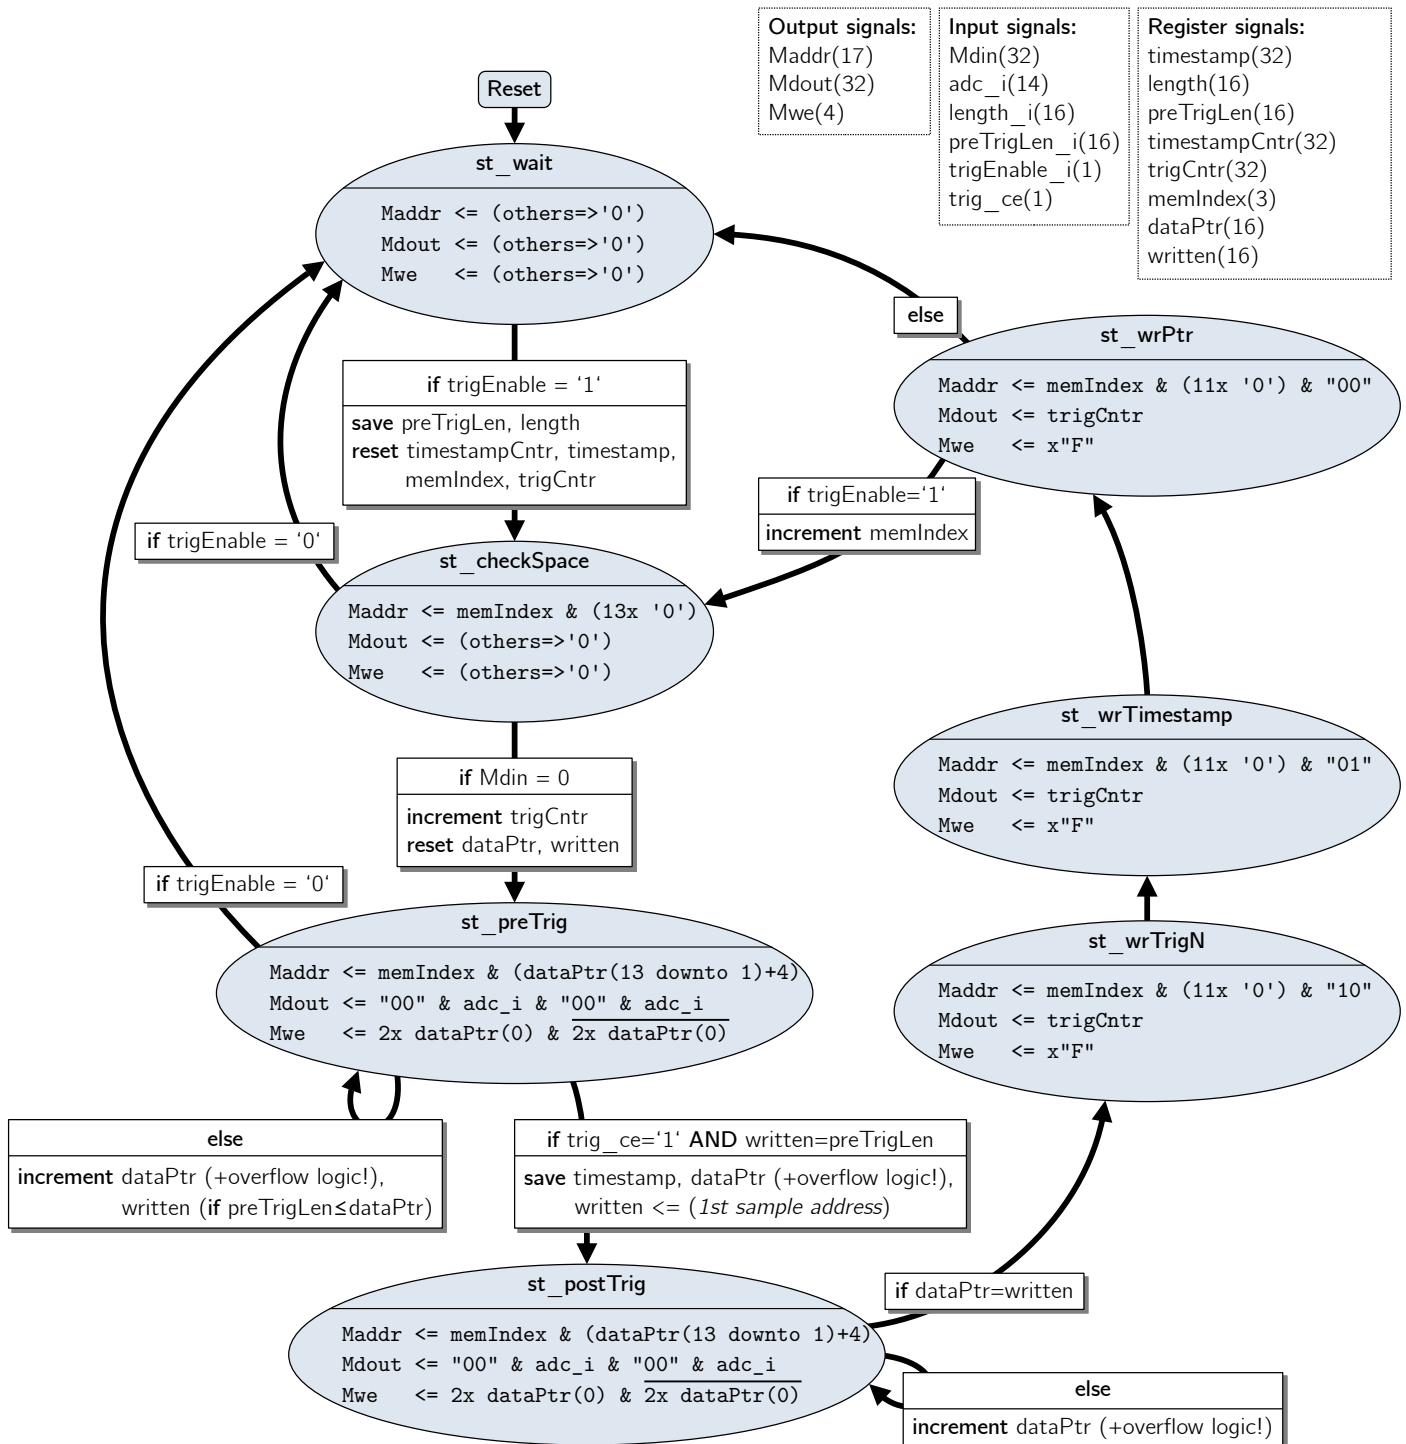 Output signals:
Maddr(17)
Mdout(32)
Mwe(4)
Input signals:
Mdin(32)
adc_i(14)
length_i(16)
preTrigLen_i(16)
trigEnable_i(1)
trig_ce(1)
Register signals:
timestamp(32)
length(16)
preTrigLen(16)
timestampCntr(32)
trigCntr(32)
memIndex(3)
dataPtr(16)
written(16)
Reset
st_wait
Maddr <= (others=>'0')
Mdout <= (others=>'0')
Mwe <= (others=>'0')
else
st_wrPtr
Maddr <= memIndex & (11x '0') & "00"
Mdout <= trigCntr
Mwe <= x"F"
if trigEnable = ‘1‘
save preTrigLen, length
reset timestampCntr, timestamp,
memIndex, trigCntr
if trigEnable=‘1‘
increment memIndex
if trigEnable = ‘0‘
st_checkSpace
Maddr <= memIndex & (13x '0')
Mdout <= (others=>'0')
Mwe <= (others=>'0')
st_wrTimestamp
Maddr <= memIndex & (11x '0') & "01"
Mdout <= trigCntr
Mwe <= x"F"
if Mdin = 0
increment trigCntr
reset dataPtr, written
if trigEnable = ‘0‘
st_preTrig
Maddr <= memIndex & (dataPtr(13 downto 1)+4)
Mdout <= "00" & adc_i & "00" & adc_i
Mwe <= 2x dataPtr(0) & 2x dataPtr(0)
st_wrTrigN
Maddr <= memIndex & (11x '0') & "10"
Mdout <= trigCntr
Mwe <= x"F"
else
increment dataPtr (+overflow logic!),
written (if preTrigLen≤dataPtr)
if trig_ce=‘1‘ AND written=preTrigLen
save timestamp, dataPtr (+overflow logic!),
written <= (1st sample address)
st_postTrig
Maddr <= memIndex & (dataPtr(13 downto 1)+4)
Mdout <= "00" & adc_i & "00" & adc_i
Mwe <= 2x dataPtr(0) & 2x dataPtr(0)
if dataPtr=written
else
increment dataPtr (+overflow logic!)